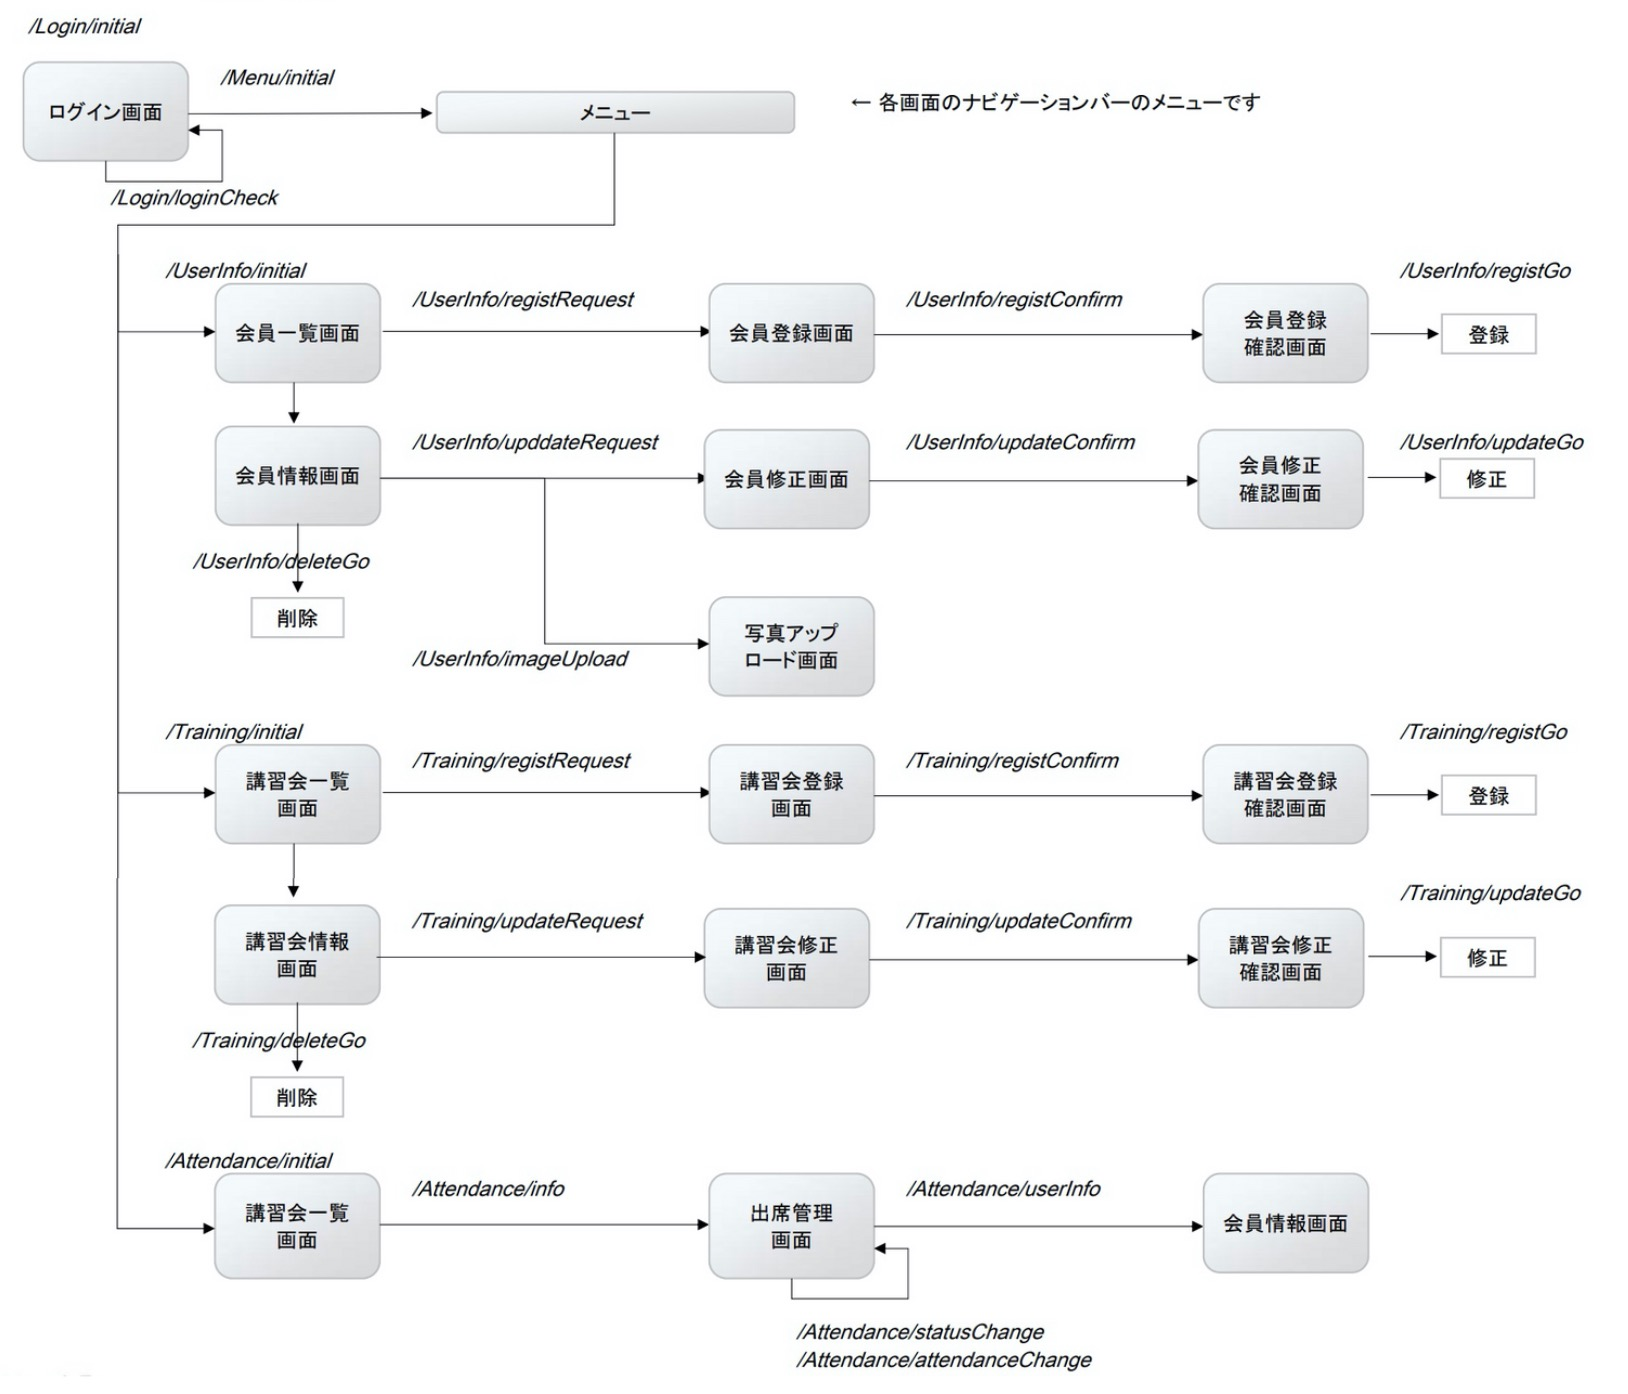 /Login/initial
/Menu/initial
ログイン画面
メニュー
← 各画面のナビゲーションバーのメニューです
/Login/loginCheck
/UserInfo/initial
/UserInfo/registRequest
/UserInfo/registConfirm
/UserInfo/registGo
会員一覧画面
会員登録画面
会員登録
確認画面
登録
/UserInfo/upddateRequest
/UserInfo/updateConfirm
/UserInfo/updateGo
会員情報画面
会員修正画面
会員修正
確認画面
修正
/UserInfo/deleteGo
削除
写真アップ
ロード画面
/UserInfo/imageUpload
/Training/initial
/Training/registRequest
/Training/registConfirm
/Training/registGo
講習会一覧
画面
講習会登録
画面
講習会登録
確認画面
登録
/Training/updateRequest
/Training/updateConfirm
/Training/updateGo
講習会情報
画面
講習会修正
画面
講習会修正
確認画面
修正
/Training/deleteGo
削除
/Attendance/initial
/Attendance/info
/Attendance/userInfo
講習会一覧
画面
出席管理
画面
会員情報画面
/Attendance/statusChange
/Attendance/attendanceChange